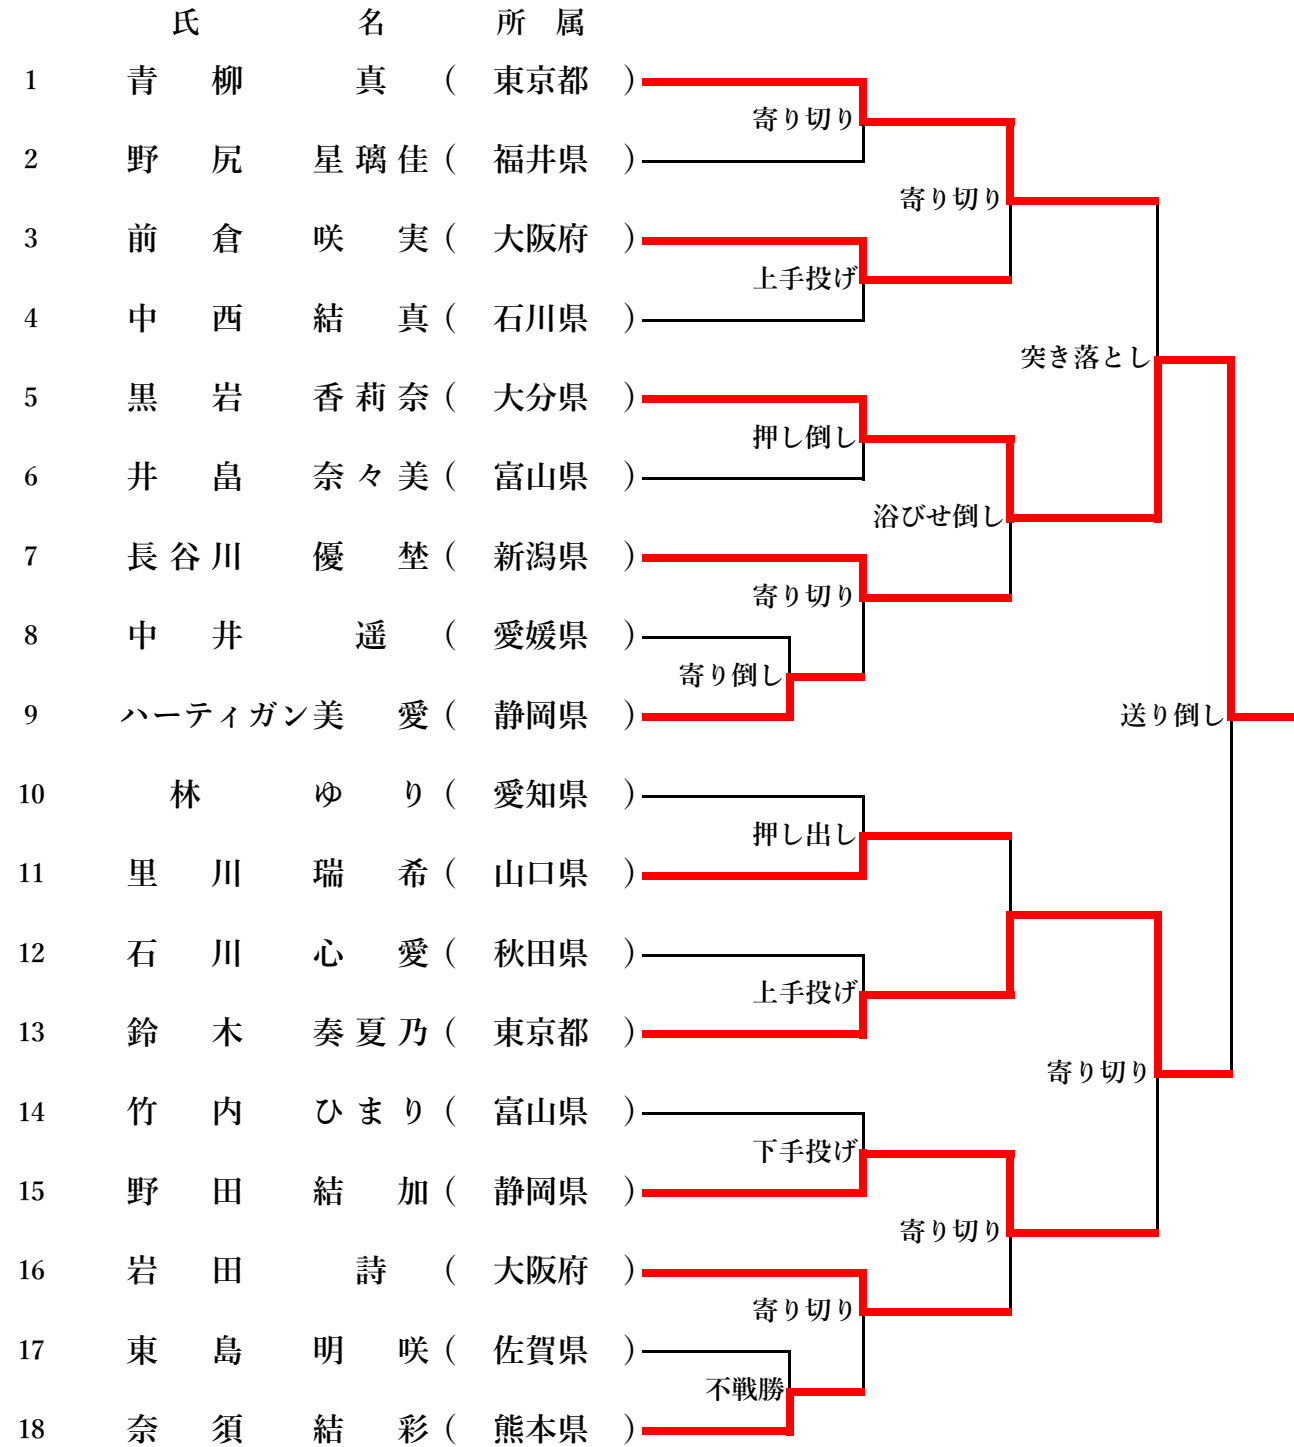 氏 名 所 属
1 青柳 真 ( 東京都 )
寄り切り
2 野尻 星璃佳 ( 福井県 )
寄り切り
3 前倉 咲実 ( 大阪府 )
上手投げ
4 中西 結真 ( 石川県 )
突き落とし
5 黒岩 香莉奈 ( 大分県 )
押し倒し
6 井畠 奈々美 ( 富山県 )
浴びせ倒し
7 長谷川 優埜 ( 新潟県 )
寄り切り
8 中井 遥 ( 愛媛県 )
寄り倒し
9 ハーティガン 美愛 ( 静岡県 )
送り倒し
10 林 ゆり ( 愛知県 )
押し出し
11 里川 瑞希 ( 山口県 )
12 石川 心愛 ( 秋田県 )
上手投げ
13 鈴木 奏夏乃 ( 東京都 )
寄り切り
14 竹内 ひまり ( 富山県 )
下手投げ
15 野田 結加 ( 静岡県 )
寄り切り
16 岩田 詩 ( 大阪府 )
寄り切り
17 東島 明咲 ( 佐賀県 )
不戦勝
18 奈須 結彩 ( 熊本県 )